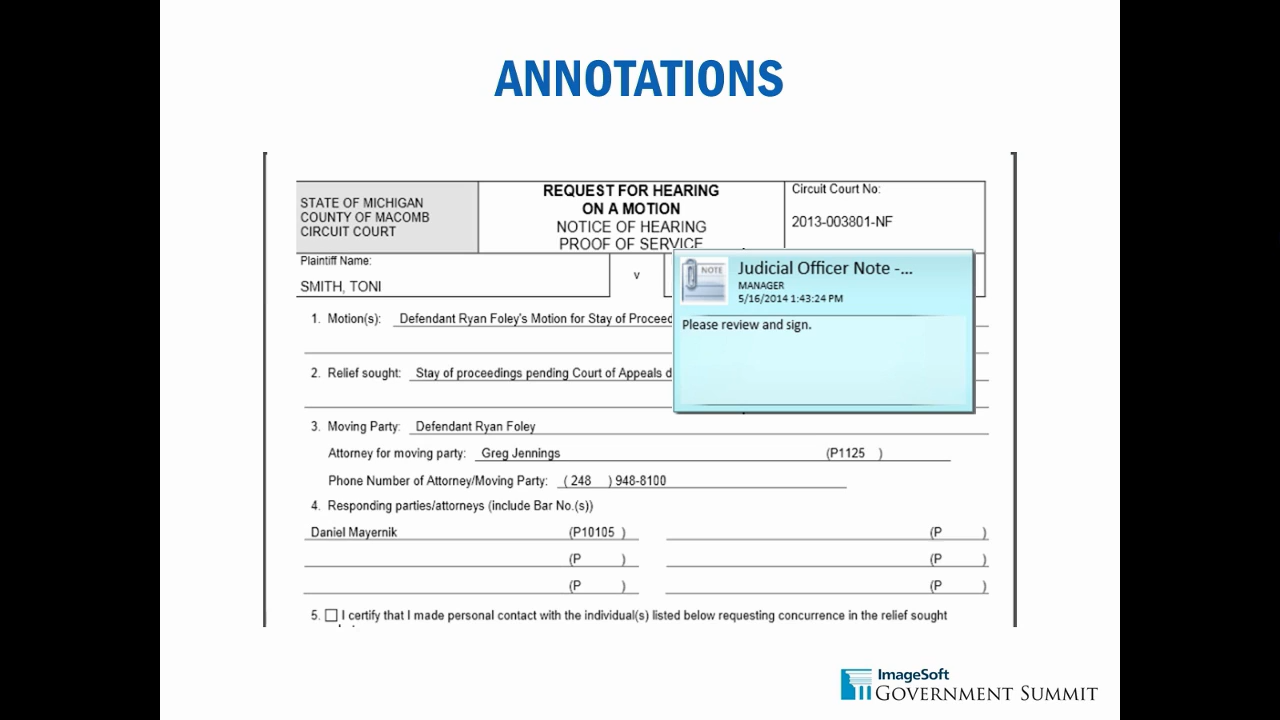 ANNOTATIONS
STATE OF MICHIGAN
COUNTY OF MACOMB
CIRCUIT COURT
REQUEST FOR HEARING
ON A MOTION
NOTICE OF HEARING
PROOF OF SERVICE
Circuit Court No:
2013-003801-NF
Plaintiff Name:
SMITH, TONI
v
NOTE
Judicial Officer Note -...
MANAGER
5/16/2014 1:43:24 PM
Please review and sign.
1. Motion(s): Defendant Ryan Foley's Motion for Stay of Proceed
2. Relief sought: Stay of proceedings pending Court of Appeals d
3. Moving Party: Defendant Ryan Foley
Attorney for moving party: Greg Jennings (P1125 )
Phone Number of Attorney/Moving Party: ( 248 ) 948-8100
4. Responding parties/attorneys (include Bar No.(s))
Daniel Mayernik (P10105 ) (P )
(P ) (P )
(P ) (P )
5. I certify that I made personal contact with the individual(s) listed below requesting concurrence in the relief sought
ImageSoft
GOVERNMENT SUMMIT